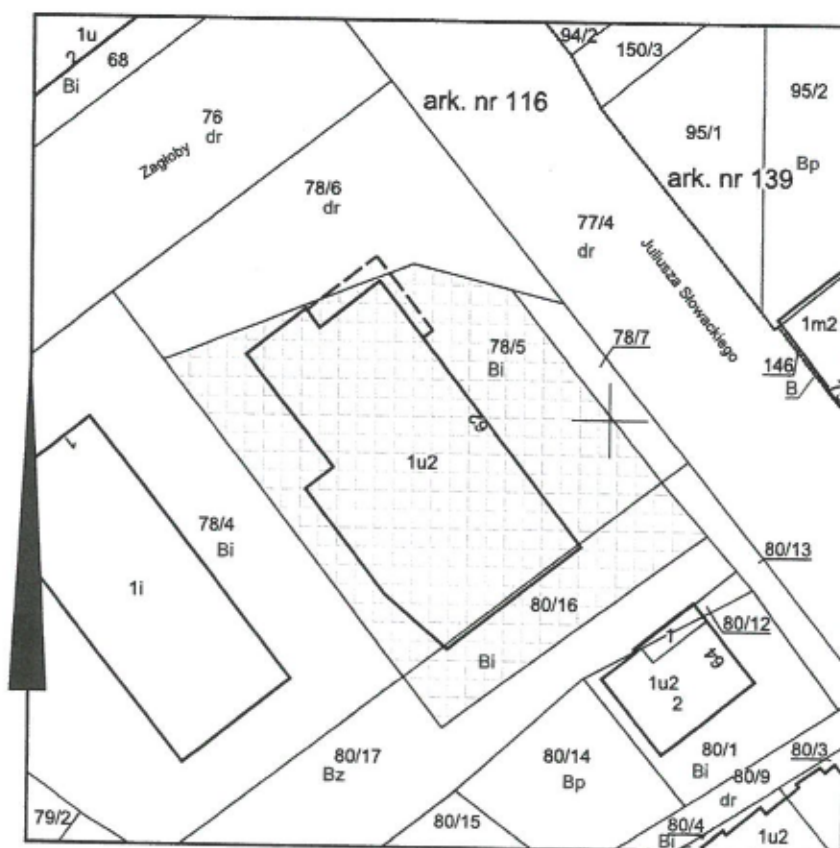 1u
2
68
Bi
94/2
150/3
95/2
ark. nr 116
76
dr
Zagłoby
95/1
Bp
ark. nr 139
78/6
dr
77/4
dr
Juliusza Słowackiego
78/7
1m2
146
B
78/5
Bi
62
1u2
1
78/4
Bi
1i
80/13
80/16
Bi
80/12
1
64
1u2
2
80/17
Bz
80/14
Bp
80/1
Bi
80/3
80/9
dr
79/2
80/15
80/4
Bi
1u2